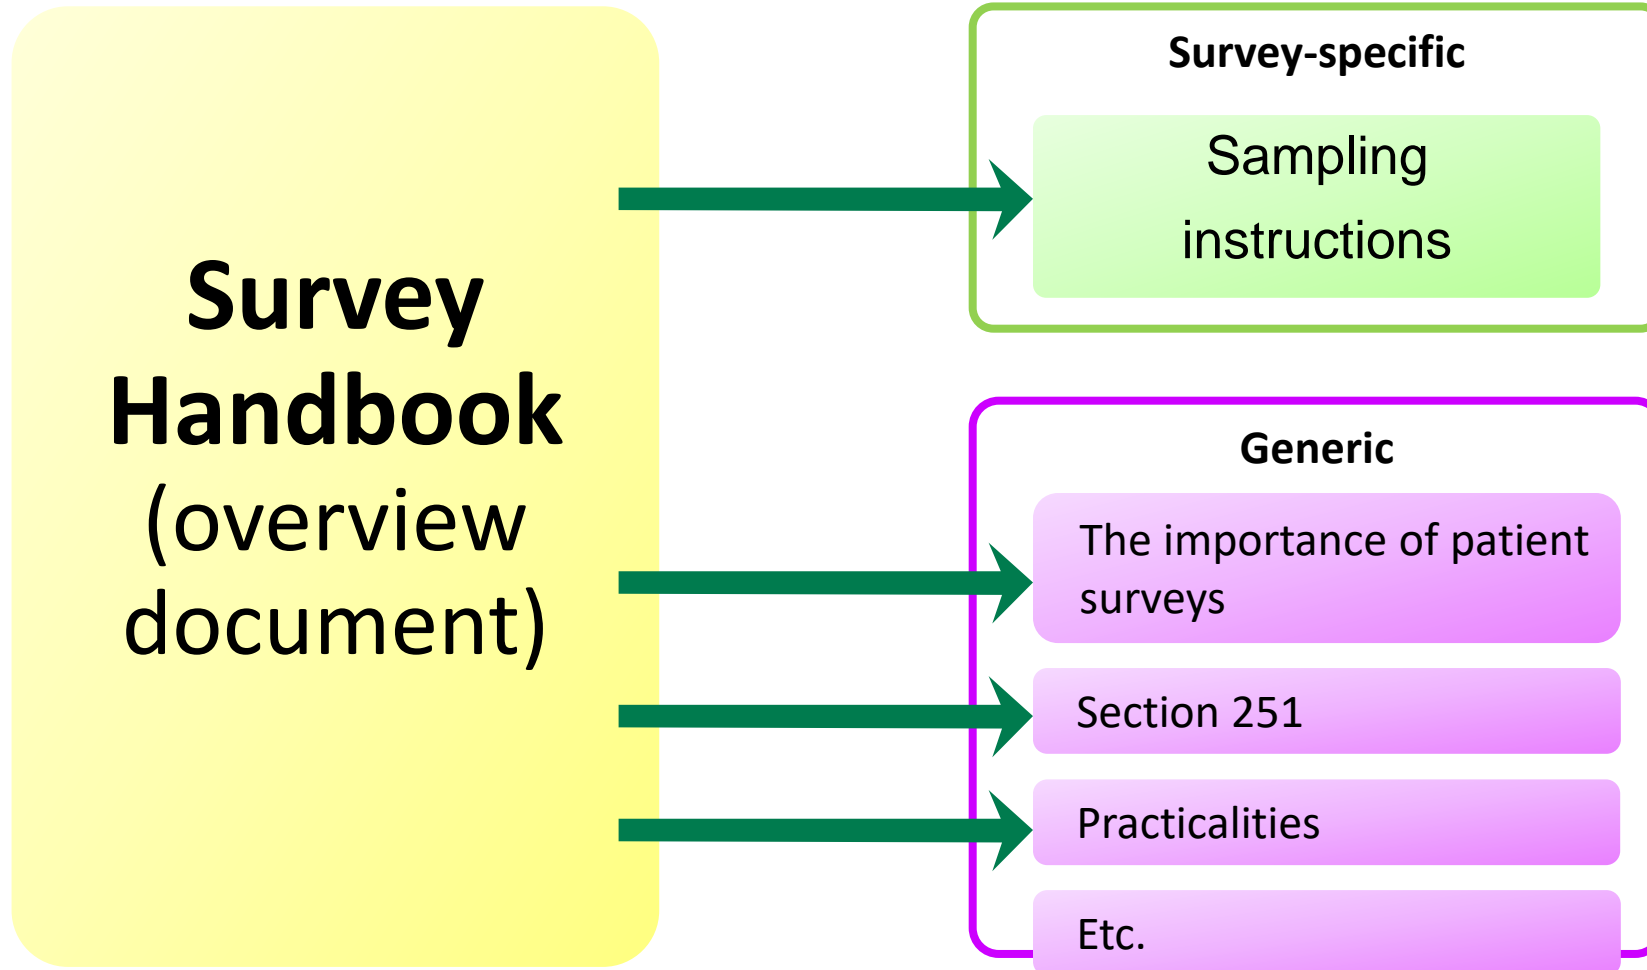 Survey
Handbook
(overview
document)
Survey-specific
Sampling
instructions
Generic
The importance of patient
surveys
Section 251
Practicalities
Etc.